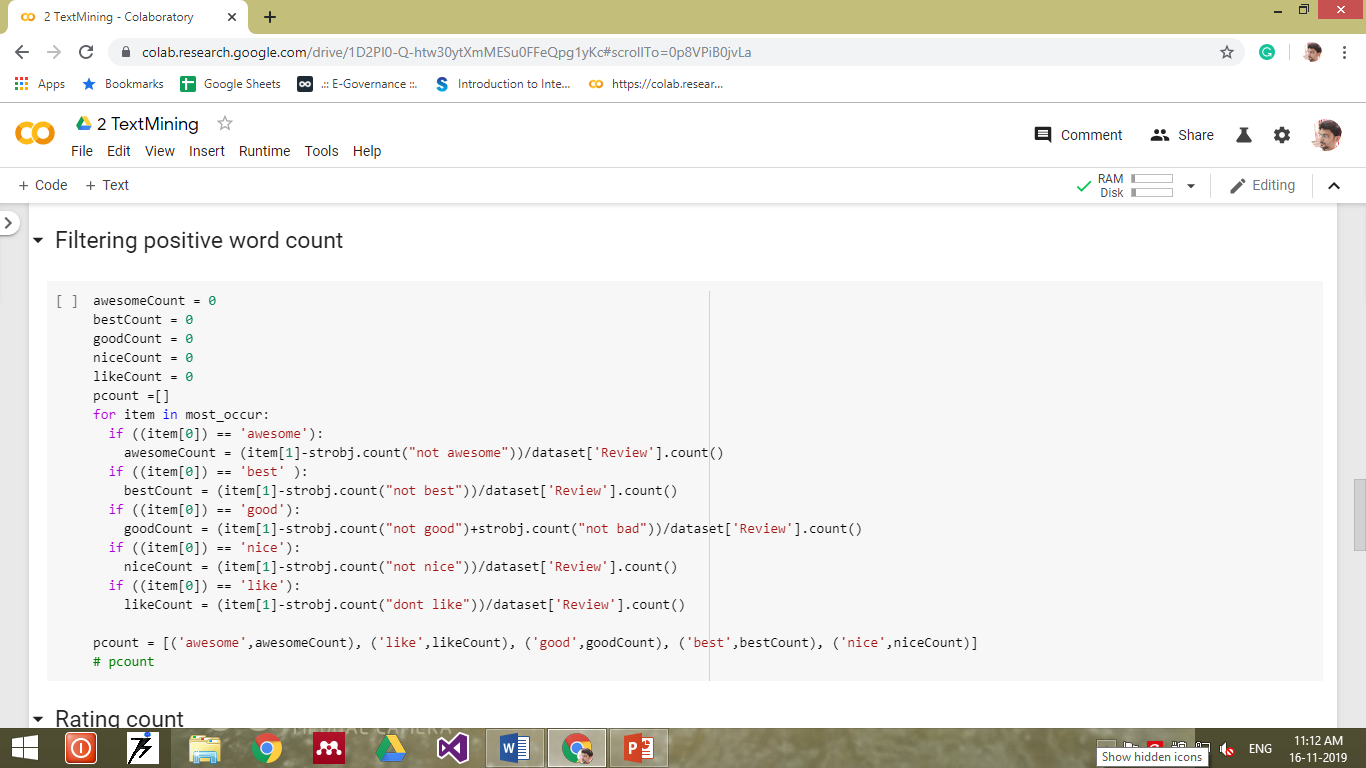 2 TextMining - Colaboratory
colab.research.google.com/drive/1D2PI0-Q-htw30ytXmMESu0FFeQpg1yKc#scrollTo=0p8VPiB0jvLa
Apps Bookmarks Google Sheets .:: E-Governance ::. Introduction to Inte... https://colab.resear...
2 TextMining
Comment Share
File Edit View Insert Runtime Tools Help
+ Code + Text
RAM
Disk
Editing
Filtering positive word count
[ ] awesomeCount = 0
bestCount = 0
goodCount = 0
niceCount = 0
likeCount = 0
pcount =[]
for item in most_occur:
  if ((item[0]) == 'awesome'):
    awesomeCount = (item[1]-strobj.count("not awesome"))/dataset['Review'].count()
  if ((item[0]) == 'best' ):
    bestCount = (item[1]-strobj.count("not best"))/dataset['Review'].count()
  if ((item[0]) == 'good'):
    goodCount = (item[1]-strobj.count("not good")+strobj.count("not bad"))/dataset['Review'].count()
  if ((item[0]) == 'nice'):
    niceCount = (item[1]-strobj.count("not nice"))/dataset['Review'].count()
  if ((item[0]) == 'like'):
    likeCount = (item[1]-strobj.count("dont like"))/dataset['Review'].count()
pcount = [('awesome',awesomeCount), ('like',likeCount), ('good',goodCount), ('best',bestCount), ('nice',niceCount)]
# pcount
Rating count
ENG
11:12 AM
16-11-2019
Show hidden icons